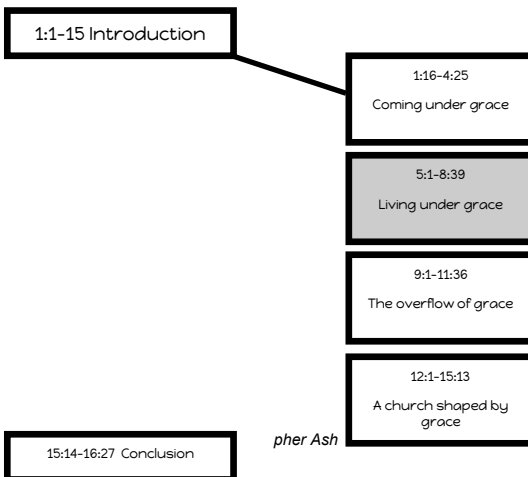 1:1-15 Introduction
1:16-4:25
Coming under grace
5:1-8:39
Living under grace
9:1-11:36
The overflow of grace
12:1-15:13
A church shaped by
grace
pher Ash
15:14-16:27 Conclusion